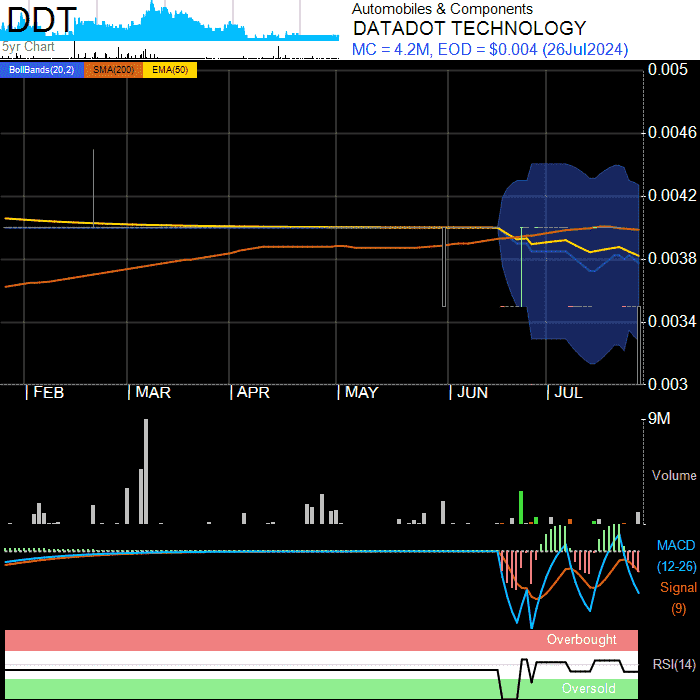 DDT
5yr Chart
Automobiles & Components
DATADOT TECHNOLOGY
MC = 4.2M, EOD = $0.004 (26Jul2024)
BollBands(20,2) SMA(200) EMA(50)
0.005
0.0046
0.0042
0.0038
0.0034
0.003
FEB MAR APR MAY JUN JUL
9M
Volume
MACD
(12-26)
Signal
(9)
Overbought
RSI(14)
Oversold